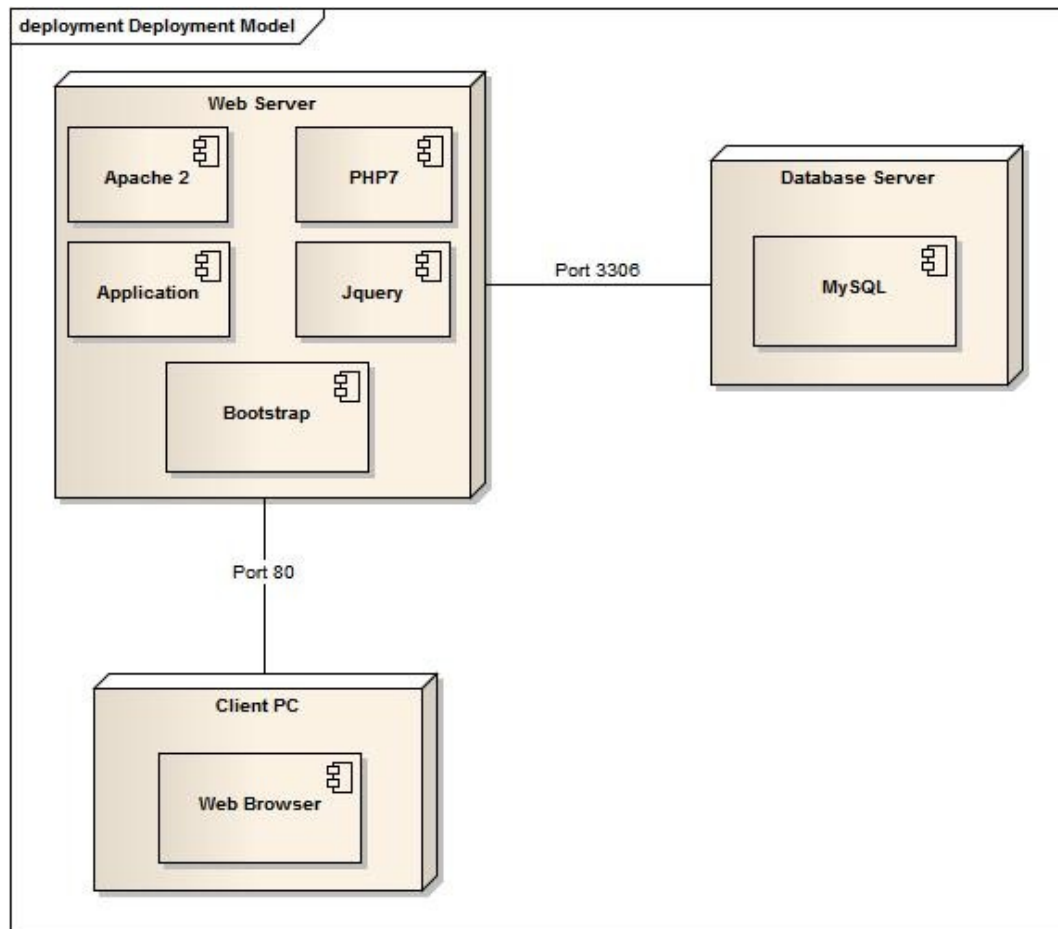 deployment Deployment Model
Web Server
Apache 2
PHP7
Application
Jquery
Bootstrap
Port 3306
Database Server
MySQL
Port 80
Client PC
Web Browser